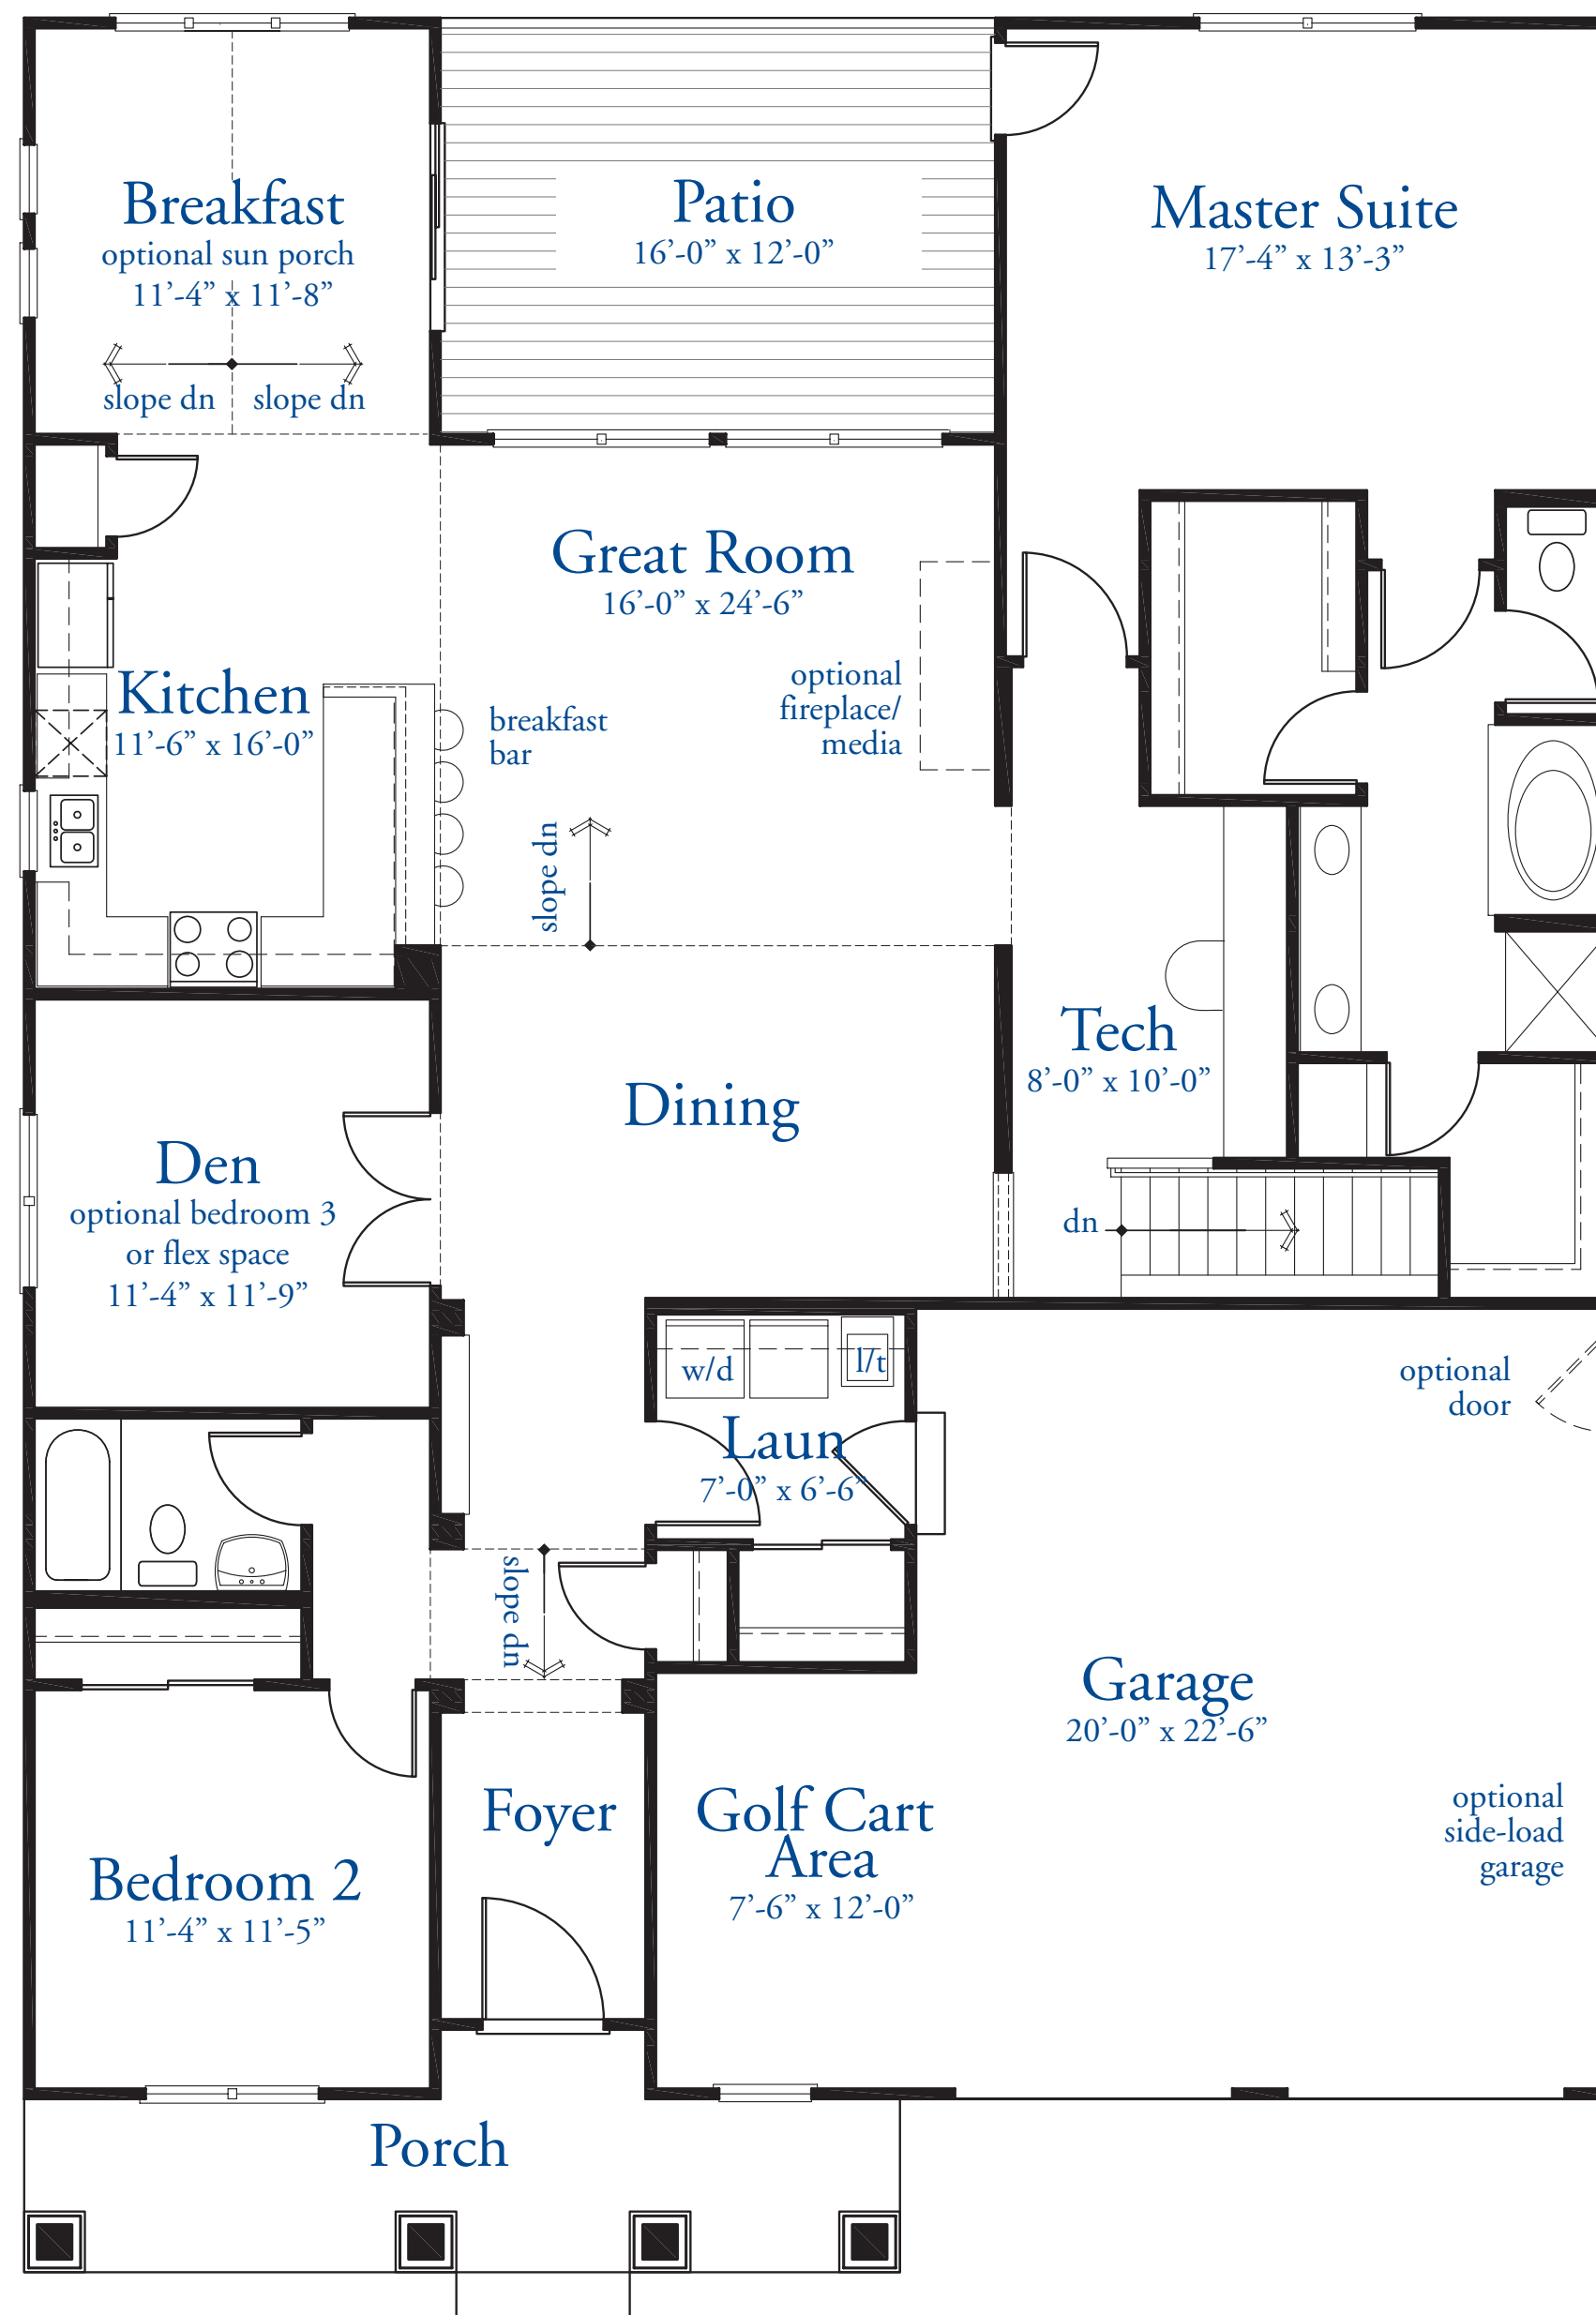 Breakfast
optional sun porch
11’-4” x 11’-8”
slope dn
slope dn
Patio
16’-0” x 12’-0”
Master Suite
17’-4” x 13’-3”
Great Room
16’-0” x 24’-6”
Kitchen
11’-6” x 16’-0”
breakfast
bar
optional
fireplace/
media
slope dn
Tech
8’-0” x 10’-0”
Dining
Den
optional bedroom 3
or flex space
11’-4” x 11’-9”
dn
w/d
l/t
Laun
7’-0” x 6’-6”
optional
door
slope dn
Garage
20’-0” x 22’-6”
Foyer
Golf Cart
Area
7’-6” x 12’-0”
optional
side-load
garage
Bedroom 2
11’-4” x 11’-5”
Porch